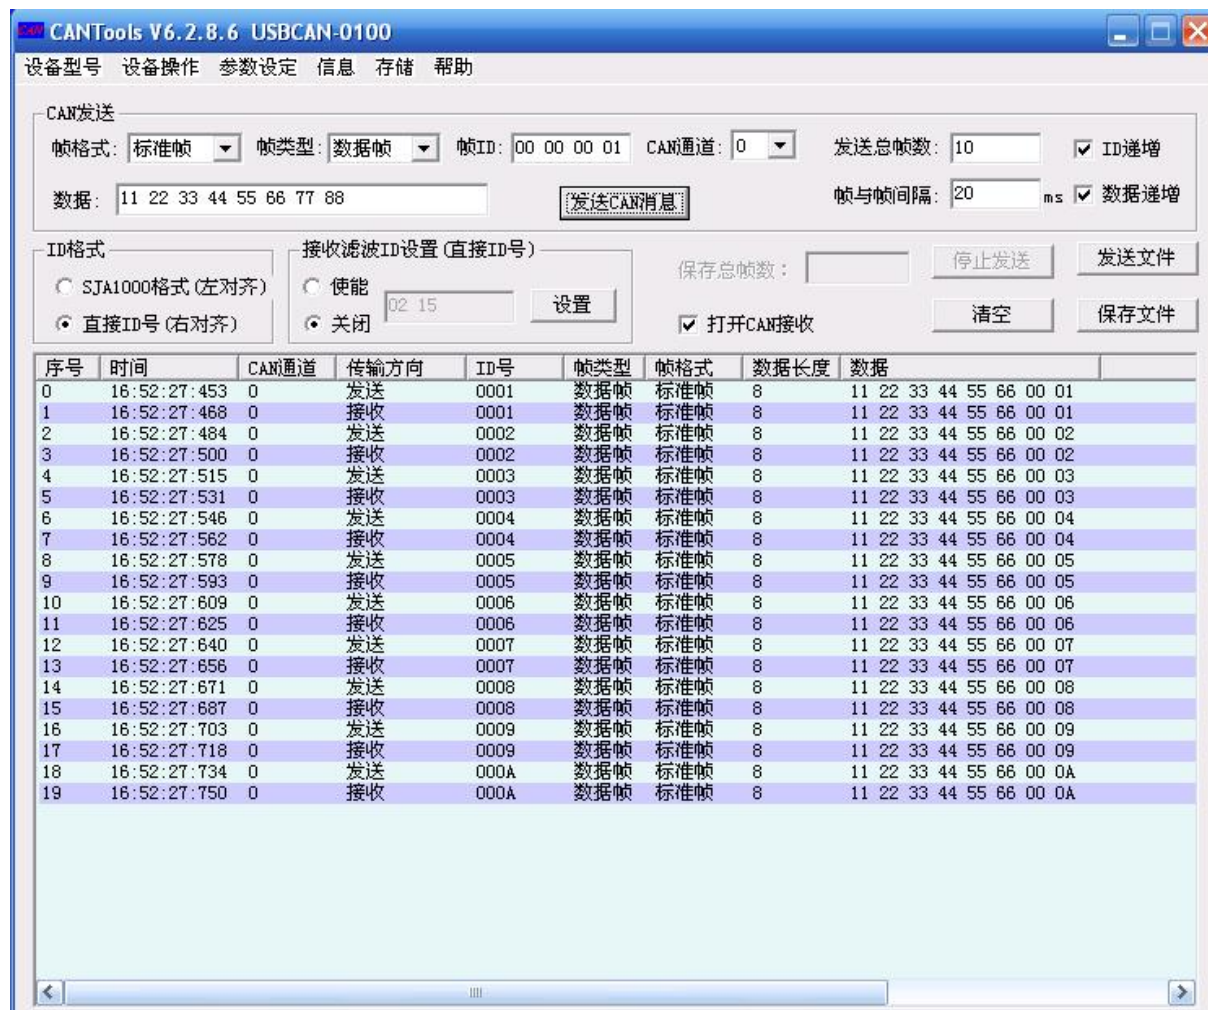 CAN CANTools V6.2.8.6 USBCAN-0100
设备型号 设备操作 参数设定 信息 存储 帮助
CAN发送
帧格式: 标准帧 帧类型: 数据帧 帧ID: 00 00 00 01 CAN通道: 0 发送总帧数: 10 ID递增
数据: 11 22 33 44 55 66 77 88 发送CAN消息 帧与帧间隔: 20 ms 数据递增
ID格式 接收滤波ID设置(直接ID号)
SJA1000格式(左对齐) 使能 02 15 设置 保存总帧数: 停止发送 发送文件
直接ID号(右对齐) 关闭 打开CAN接收 清空 保存文件
序号 时间 CAN通道 传输方向 ID号 帧类型 帧格式 数据长度 数据
0 16:52:27:453 0 发送 0001 数据帧 标准帧 8 11 22 33 44 55 66 00 01
1 16:52:27:468 0 接收 0001 数据帧 标准帧 8 11 22 33 44 55 66 00 01
2 16:52:27:484 0 发送 0002 数据帧 标准帧 8 11 22 33 44 55 66 00 02
3 16:52:27:500 0 接收 0002 数据帧 标准帧 8 11 22 33 44 55 66 00 02
4 16:52:27:515 0 发送 0003 数据帧 标准帧 8 11 22 33 44 55 66 00 03
5 16:52:27:531 0 接收 0003 数据帧 标准帧 8 11 22 33 44 55 66 00 03
6 16:52:27:546 0 发送 0004 数据帧 标准帧 8 11 22 33 44 55 66 00 04
7 16:52:27:562 0 接收 0004 数据帧 标准帧 8 11 22 33 44 55 66 00 04
8 16:52:27:578 0 发送 0005 数据帧 标准帧 8 11 22 33 44 55 66 00 05
9 16:52:27:593 0 接收 0005 数据帧 标准帧 8 11 22 33 44 55 66 00 05
10 16:52:27:609 0 发送 0006 数据帧 标准帧 8 11 22 33 44 55 66 00 06
11 16:52:27:625 0 接收 0006 数据帧 标准帧 8 11 22 33 44 55 66 00 06
12 16:52:27:640 0 发送 0007 数据帧 标准帧 8 11 22 33 44 55 66 00 07
13 16:52:27:656 0 接收 0007 数据帧 标准帧 8 11 22 33 44 55 66 00 07
14 16:52:27:671 0 发送 0008 数据帧 标准帧 8 11 22 33 44 55 66 00 08
15 16:52:27:687 0 接收 0008 数据帧 标准帧 8 11 22 33 44 55 66 00 08
16 16:52:27:703 0 发送 0009 数据帧 标准帧 8 11 22 33 44 55 66 00 09
17 16:52:27:718 0 接收 0009 数据帧 标准帧 8 11 22 33 44 55 66 00 09
18 16:52:27:734 0 发送 000A 数据帧 标准帧 8 11 22 33 44 55 66 00 0A
19 16:52:27:750 0 接收 000A 数据帧 标准帧 8 11 22 33 44 55 66 00 0A